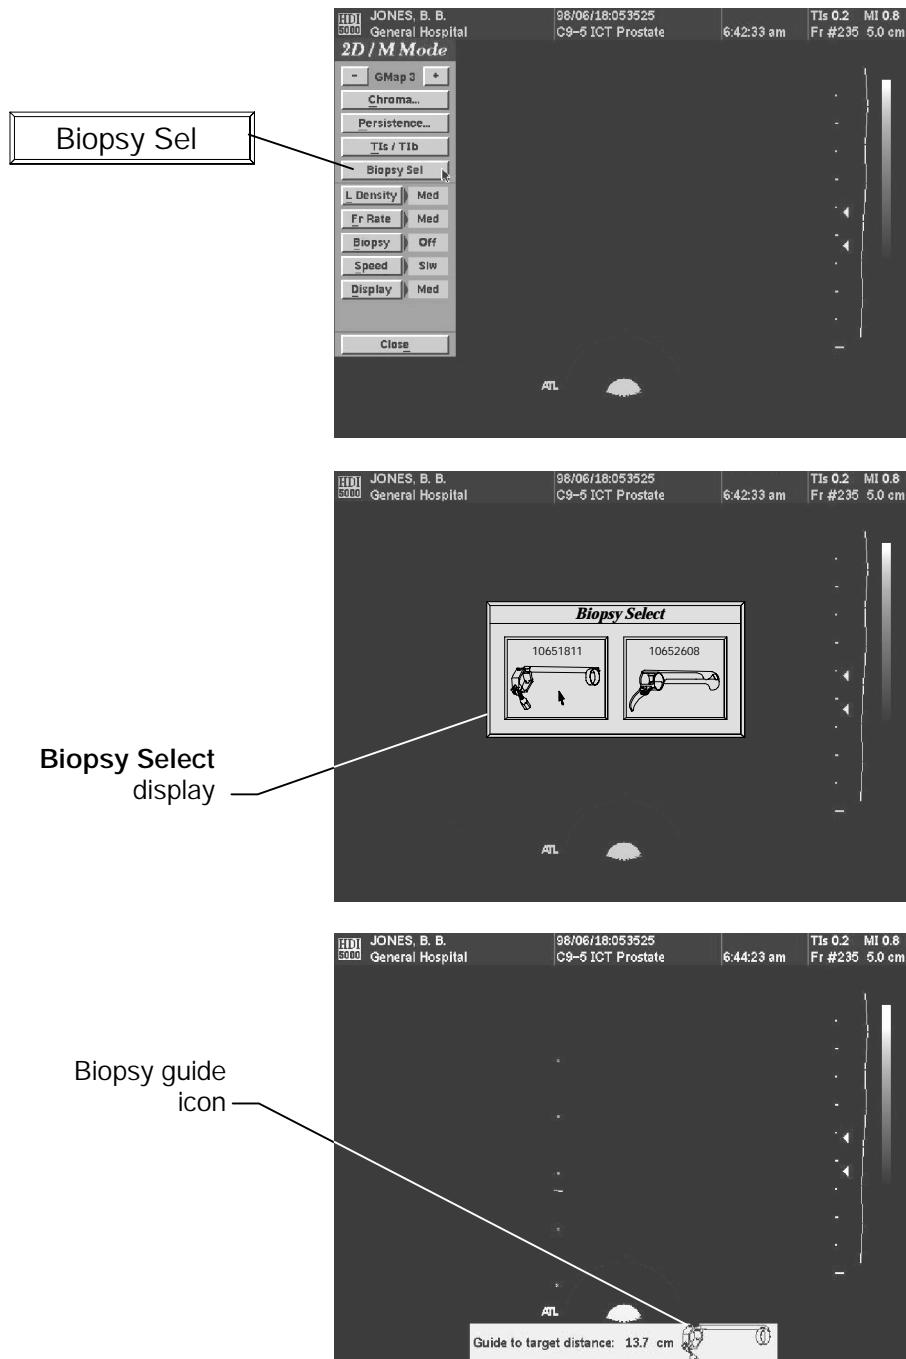 HDI JONES, B. B. 98/06/18:053525 TIs 0.2 MI 0.8
5000 General Hospital C9-5 ICT Prostate 6:42:33 am Fr #235 5.0 cm
2D / M Mode
- GMap 3 +
Chroma...
Persistence...
TIs / TIb
Biopsy Sel
Biopsy Sel
L Density Med
Fr Rate Med
Biopsy Off
Speed Slw
Display Med
Close
ATL
HDI JONES, B. B. 98/06/18:053525 TIs 0.2 MI 0.8
5000 General Hospital C9-5 ICT Prostate 6:42:33 am Fr #235 5.0 cm
Biopsy Select
10651811 10652608
Biopsy Select
display
ATL
HDI JONES, B. B. 98/06/18:053525 TIs 0.2 MI 0.8
5000 General Hospital C9-5 ICT Prostate 6:44:23 am Fr #235 5.0 cm
Biopsy guide
icon
ATL
Guide to target distance: 13.7 cm